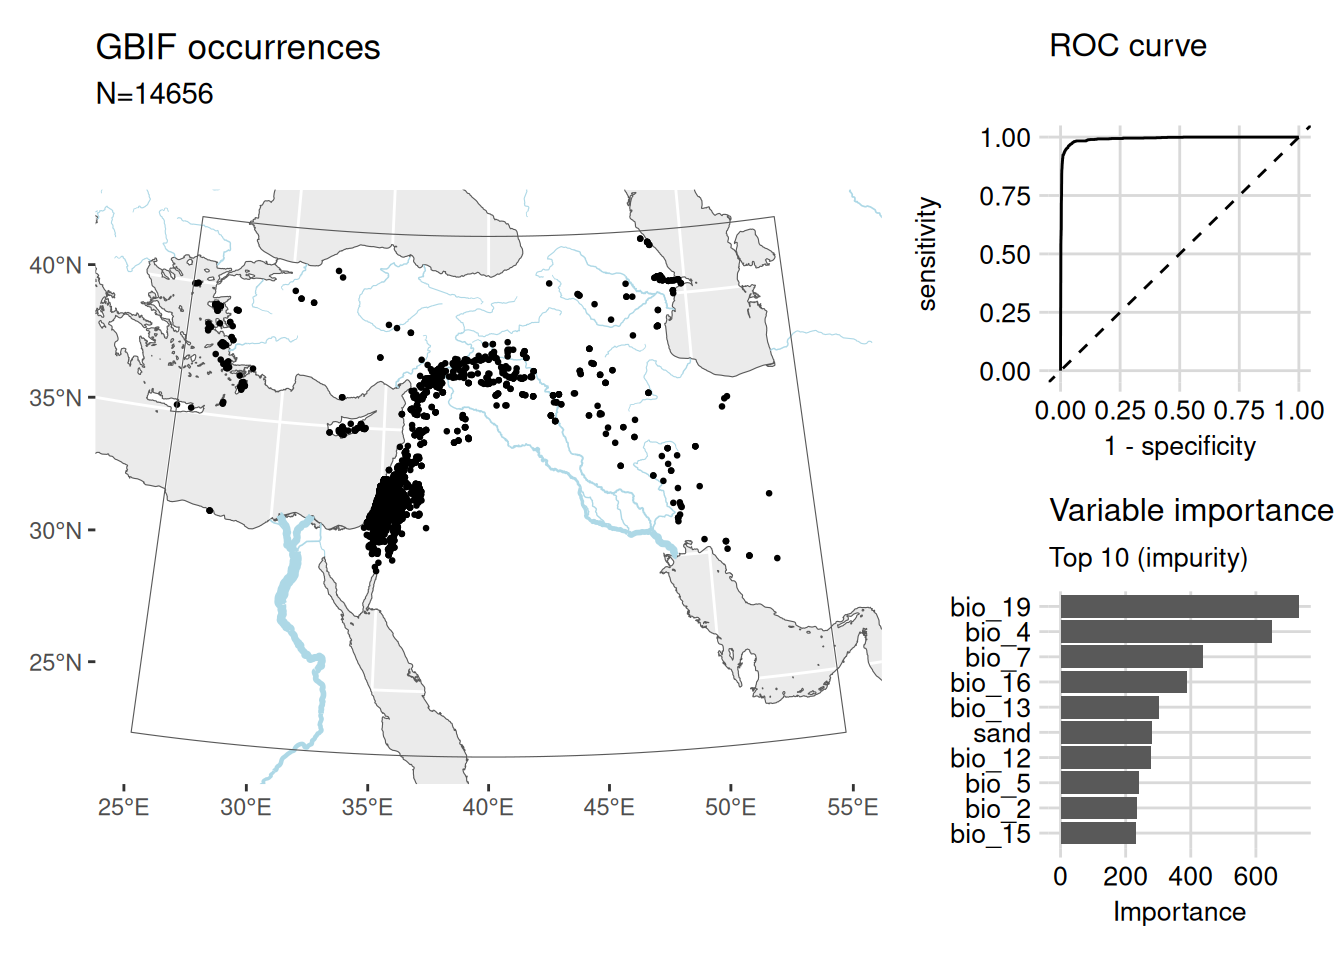 GBIF occurrences
N=14656
40°N
35°N
30°N
25°N
25°E 30°E 35°E 40°E 45°E 50°E 55°E
ROC curve
sensitivity
1.00
0.75
0.50
0.25
0.00
0.00 0.25 0.50 0.75 1.00
1 - specificity
Variable importance
Top 10 (impurity)
bio_19
bio_4
bio_7
bio_16
bio_13
sand
bio_12
bio_5
bio_2
bio_15
0 200 400 600
Importance